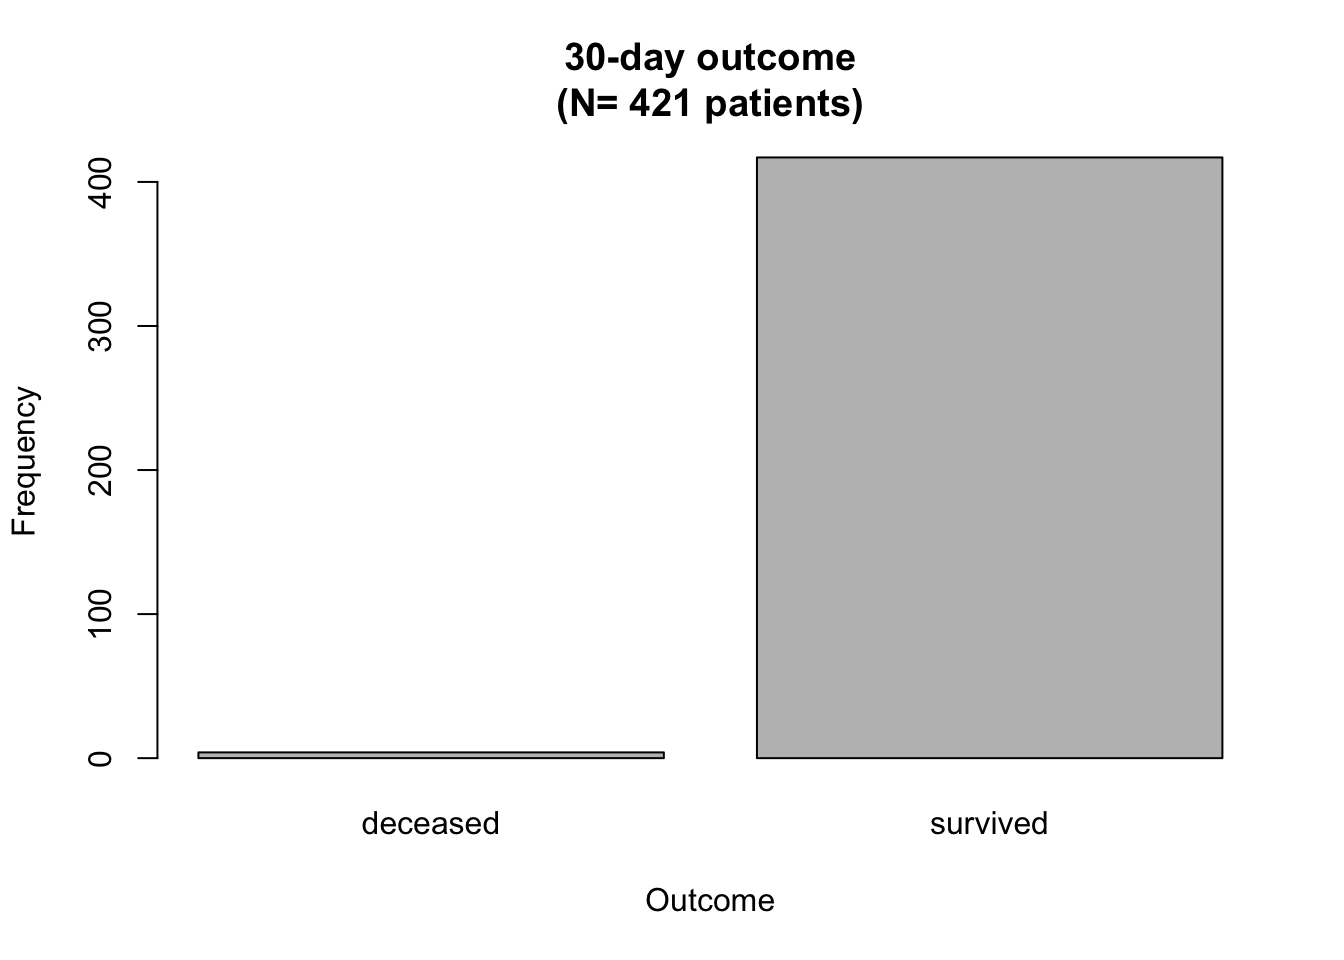 30-day outcome
(N= 421 patients)
Frequency
400
300
200
100
0
deceased
survived
Outcome